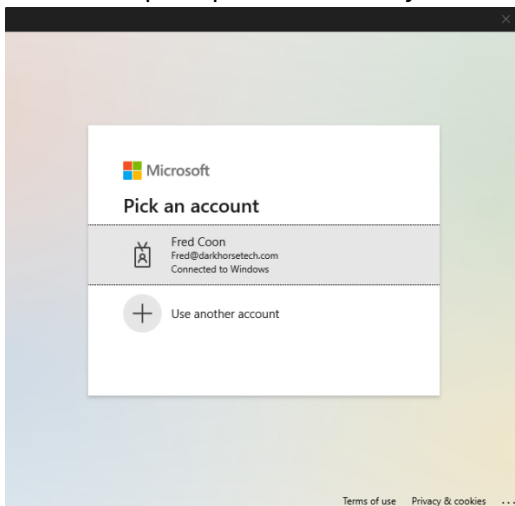 Microsoft
Pick an account
Fred Coon
Fred@darkhorsetech.com
Connected to Windows
Use another account
Terms of use Privacy & cookies ...